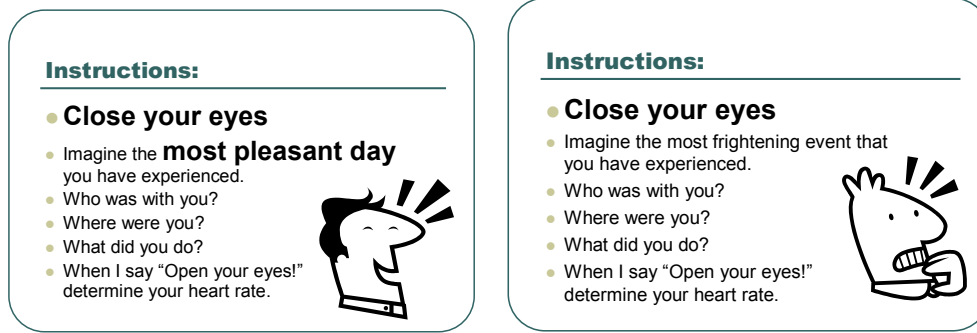 Instructions:
Close your eyes
Imagine the most pleasant day
you have experienced.
Who was with you?
Where were you?
What did you do?
When I say “Open your eyes!”
determine your heart rate.
Instructions:
Close your eyes
Imagine the most frightening event that
you have experienced.
Who was with you?
Where were you?
What did you do?
When I say “Open your eyes!”
determine your heart rate.